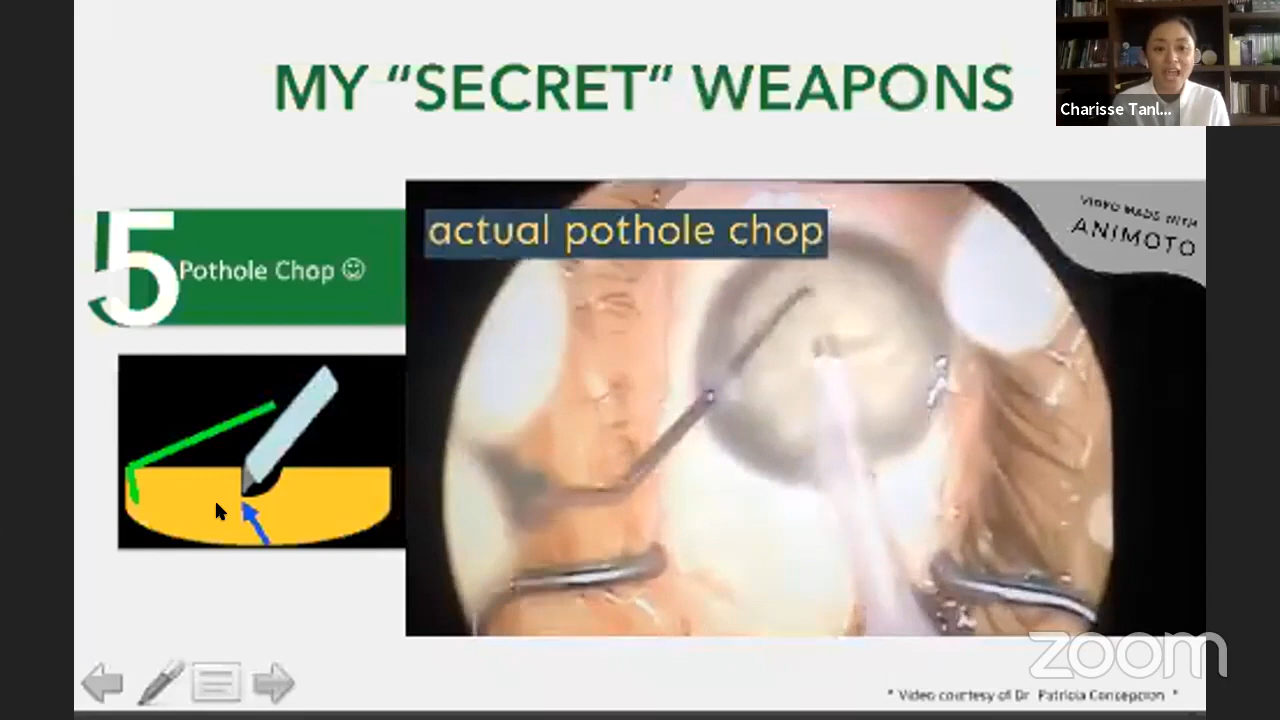 MY “SECRET” WEAPONS
Charisse Tanl...
5
Pothole Chop ☺
actual pothole chop
VIDEO MADE WITH
ANIMOTO
zoom
* Video courtesy of Dr Patricia Concepcion *